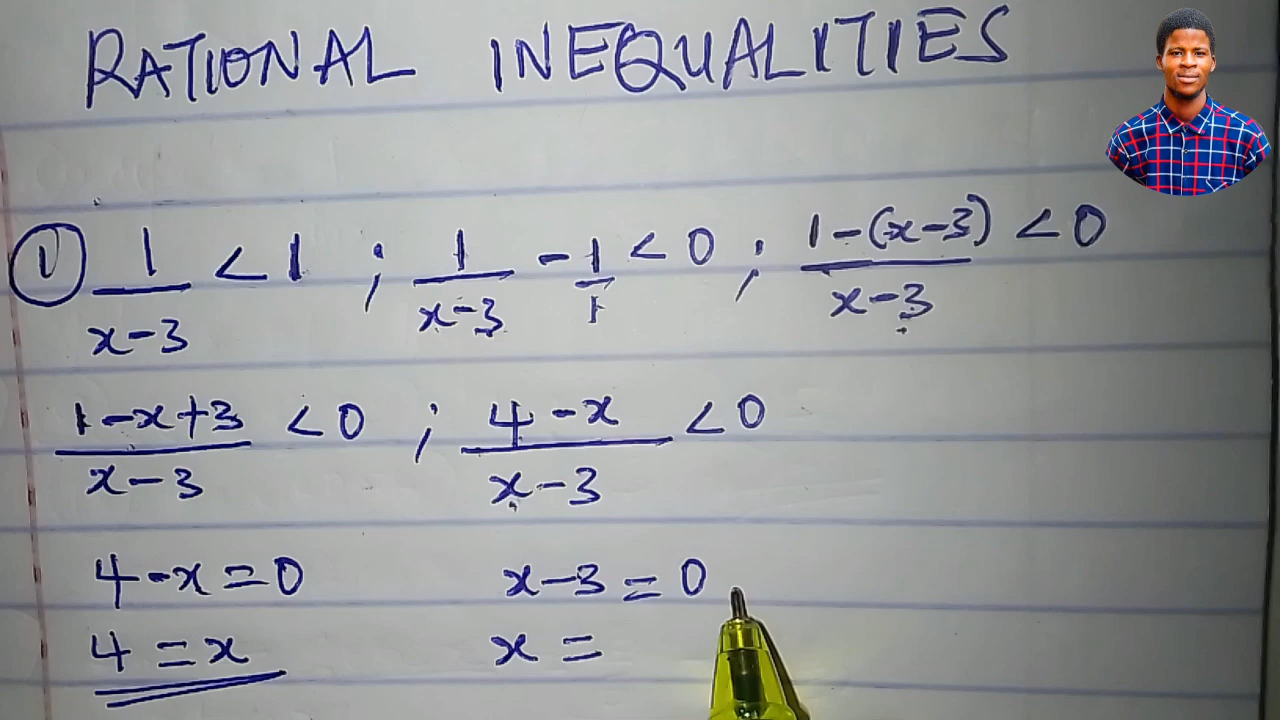 RATIONAL INEQUALITIES
① 1/(x-3) < 1 ; 1/(x-3) - 1/1 < 0 ; (1-(x-3))/(x-3) < 0
(1-x+3)/(x-3) < 0 ; (4-x)/(x-3) < 0
4-x=0 x-3=0
4=x x=